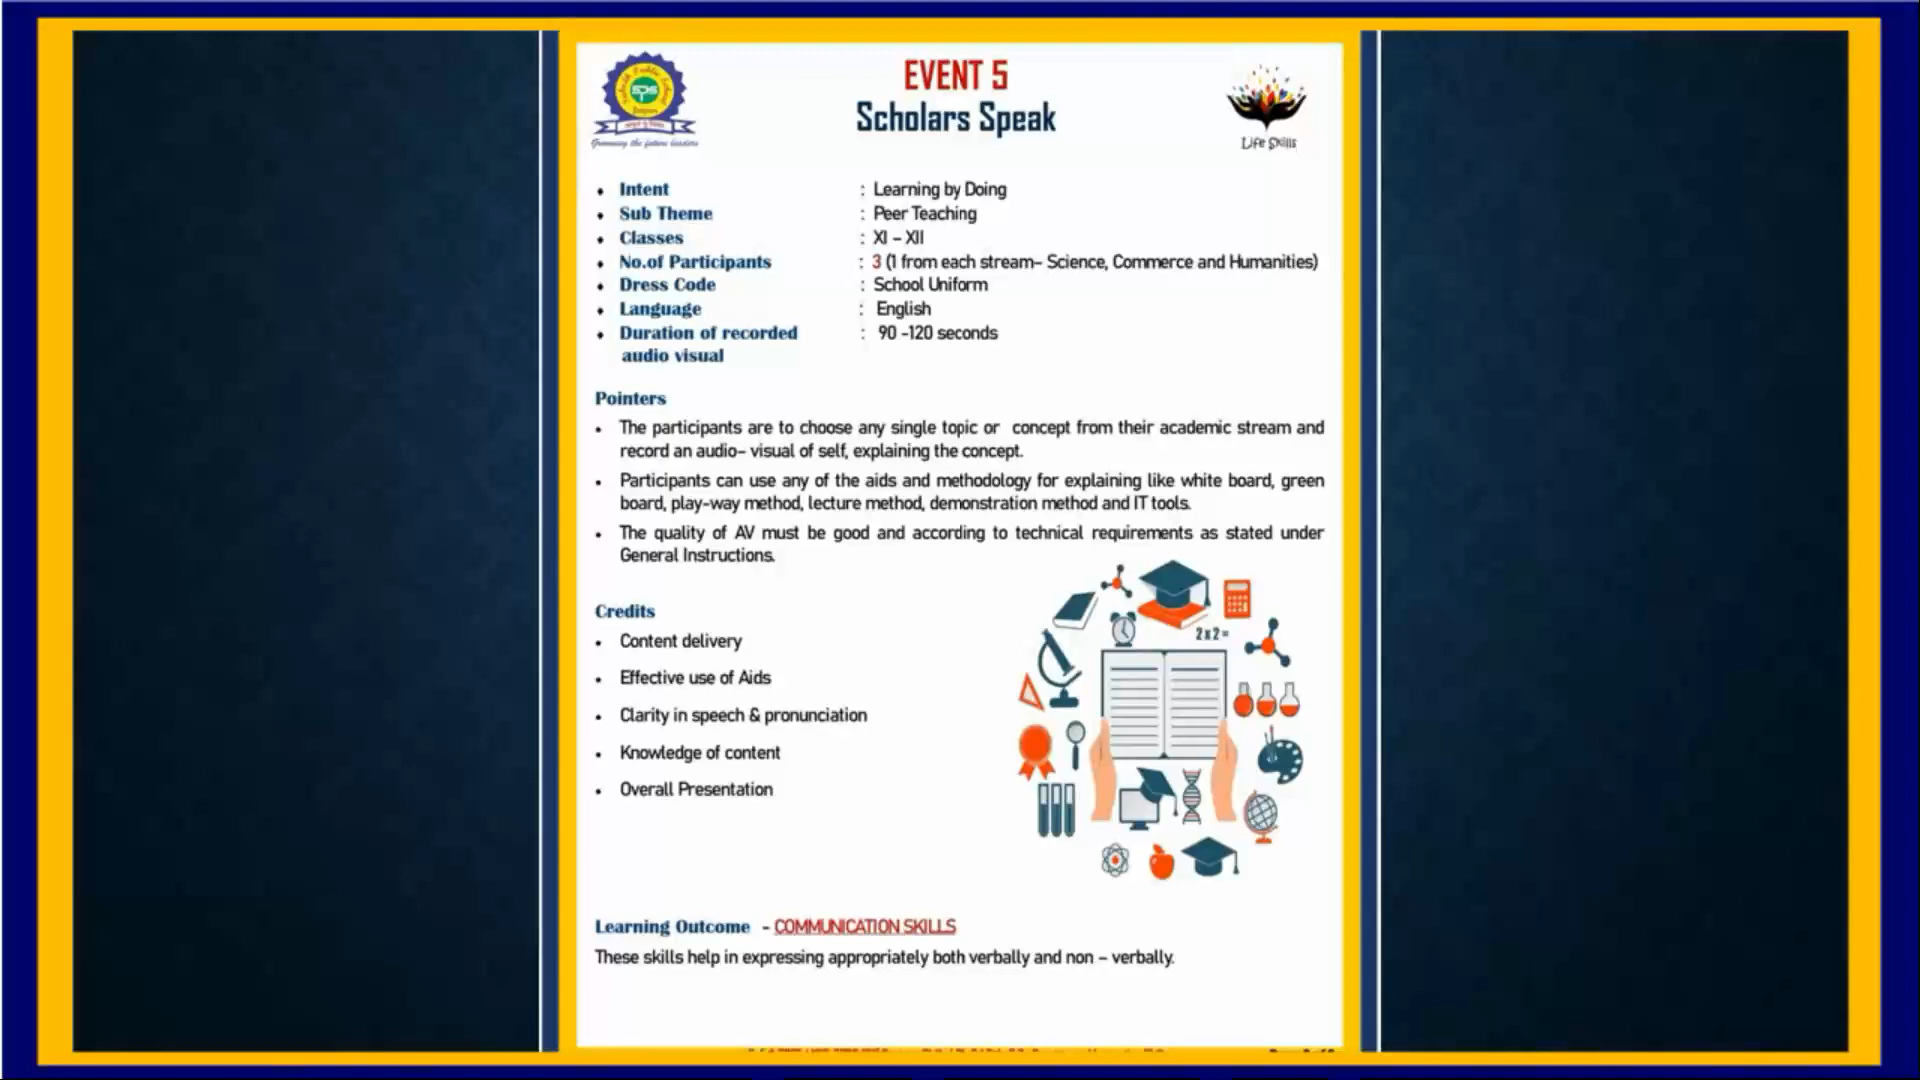 EVENT 5
Scholars Speak
SPS
Grooming the future leaders
Life Skills
Intent : Learning by Doing
Sub Theme : Peer Teaching
Classes : XI – XII
No.of Participants : 3 (1 from each stream– Science, Commerce and Humanities)
Dress Code : School Uniform
Language : English
Duration of recorded : 90 -120 seconds
audio visual
Pointers
The participants are to choose any single topic or concept from their academic stream and
record an audio– visual of self, explaining the concept.
Participants can use any of the aids and methodology for explaining like white board, green
board, play-way method, lecture method, demonstration method and IT tools.
The quality of AV must be good and according to technical requirements as stated under
General Instructions.
Credits
Content delivery
Effective use of Aids
Clarity in speech & pronunciation
Knowledge of content
Overall Presentation
2 x 2 =
Learning Outcome - COMMUNICATION SKILLS
These skills help in expressing appropriately both verbally and non – verbally.